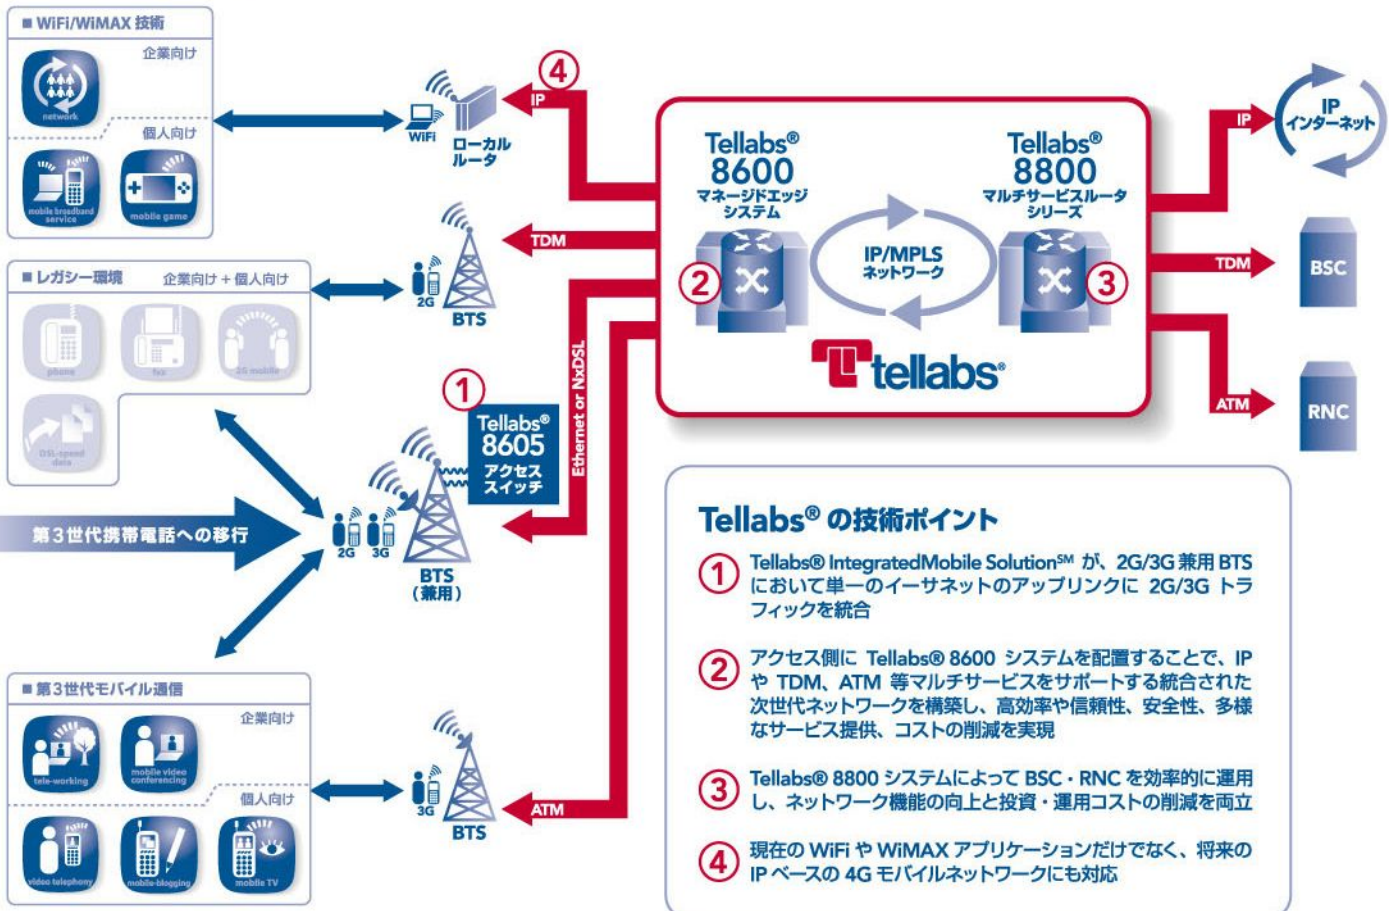 ■ WiFi/WiMAX 技術
企業向け
network
個人向け
mobile broadband
service
mobile game
■ レガシー環境
企業向け + 個人向け
phone
fax
2G mobile
DSL-speed
data
第3世代携帯電話への移行
■ 第3世代モバイル通信
企業向け
tele-working
mobile video
conferencing
個人向け
video telephony
mobile-blogging
mobile TV
WiFi
ローカル
ルータ
④
IP
2G
BTS
TDM
①
Tellabs®
8605
アクセス
スイッチ
Ethernet or NxDSL
2G
3G
BTS
(兼用)
3G
BTS
ATM
Tellabs®
8600
マネージドエッジ
システム
②
IP/MPLS
ネットワーク
Tellabs®
8800
マルチサービスルータ
シリーズ
③
tellabs®
IP
IP
インターネット
TDM
BSC
ATM
RNC
Tellabs® の技術ポイント
① Tellabs® IntegratedMobile Solution℠ が、2G/3G 兼用 BTS
において単一のイーサネットのアップリンクに 2G/3G トラ
フィックを統合
② アクセス側に Tellabs® 8600 システムを配置することで、IP
や TDM、ATM 等マルチサービスをサポートする統合された
次世代ネットワークを構築し、高効率や信頼性、安全性、多様
なサービス提供、コストの削減を実現
③ Tellabs® 8800 システムによって BSC・RNC を効率的に運用
し、ネットワーク機能の向上と投資・運用コストの削減を両立
④ 現在の WiFi や WiMAX アプリケーションだけでなく、将来の
IP ベースの 4G モバイルネットワークにも対応